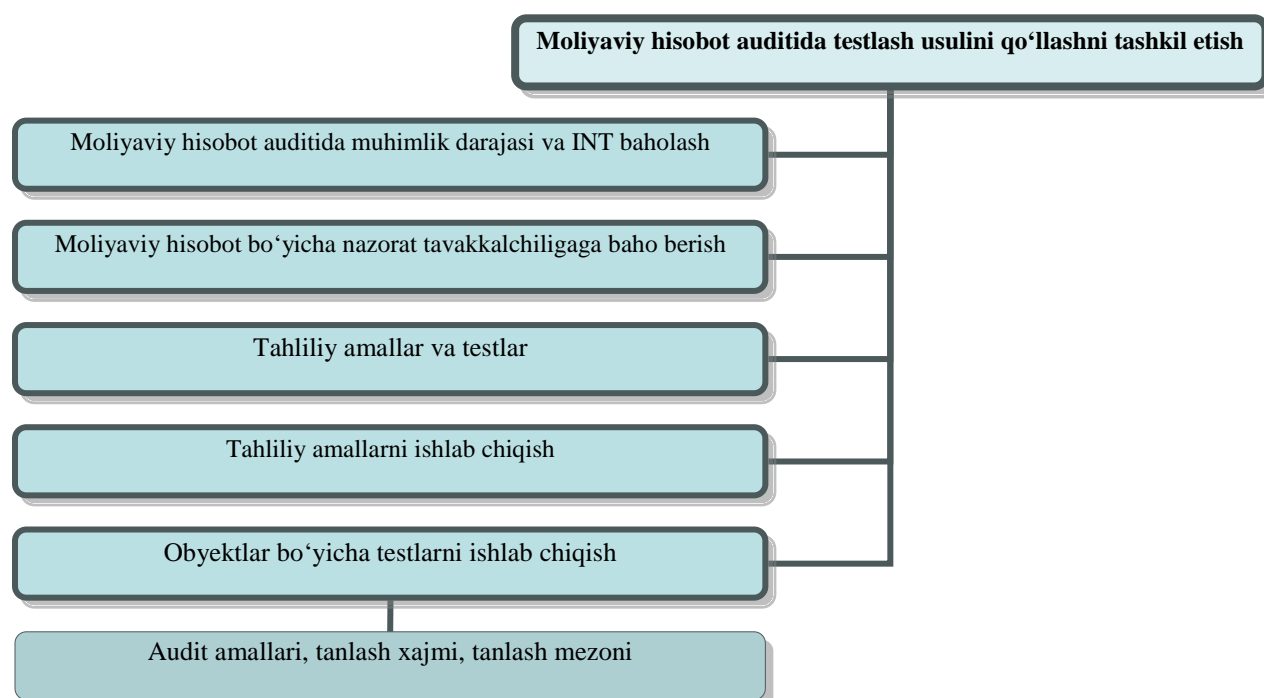 Moliyaviy hisobot auditida testlash usulini qo‘llashni tashkil etish
Moliyaviy hisobot auditida muhimlik darajasi va INT baholash
Moliyaviy hisobot bo‘yicha nazorat tavakkalchiligaga baho berish
Tahliliy amallar va testlar
Tahliliy amallarni ishlab chiqish
Obyektlar bo‘yicha testlarni ishlab chiqish
Audit amallari, tanlash xajmi, tanlash mezoni